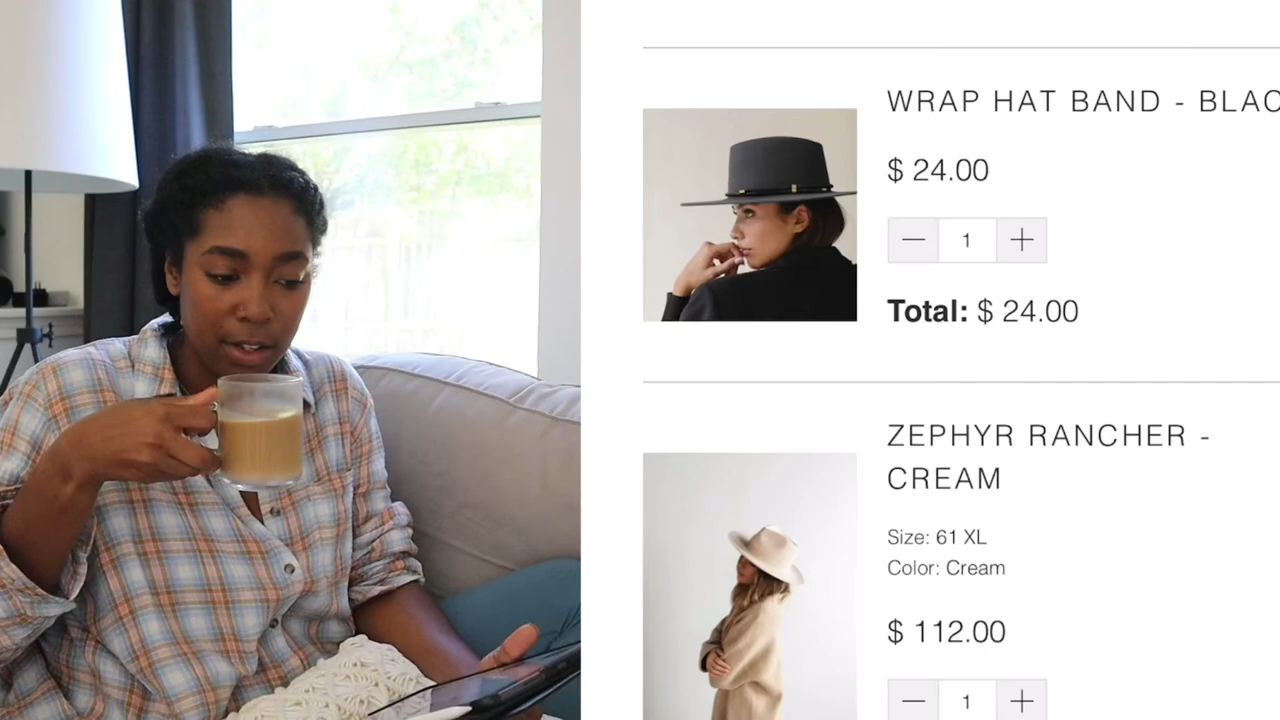 WRAP HAT BAND - BLAC
$ 24.00
1
Total: $ 24.00
ZEPHYR RANCHER -
CREAM
Size: 61 XL
Color: Cream
$ 112.00
1